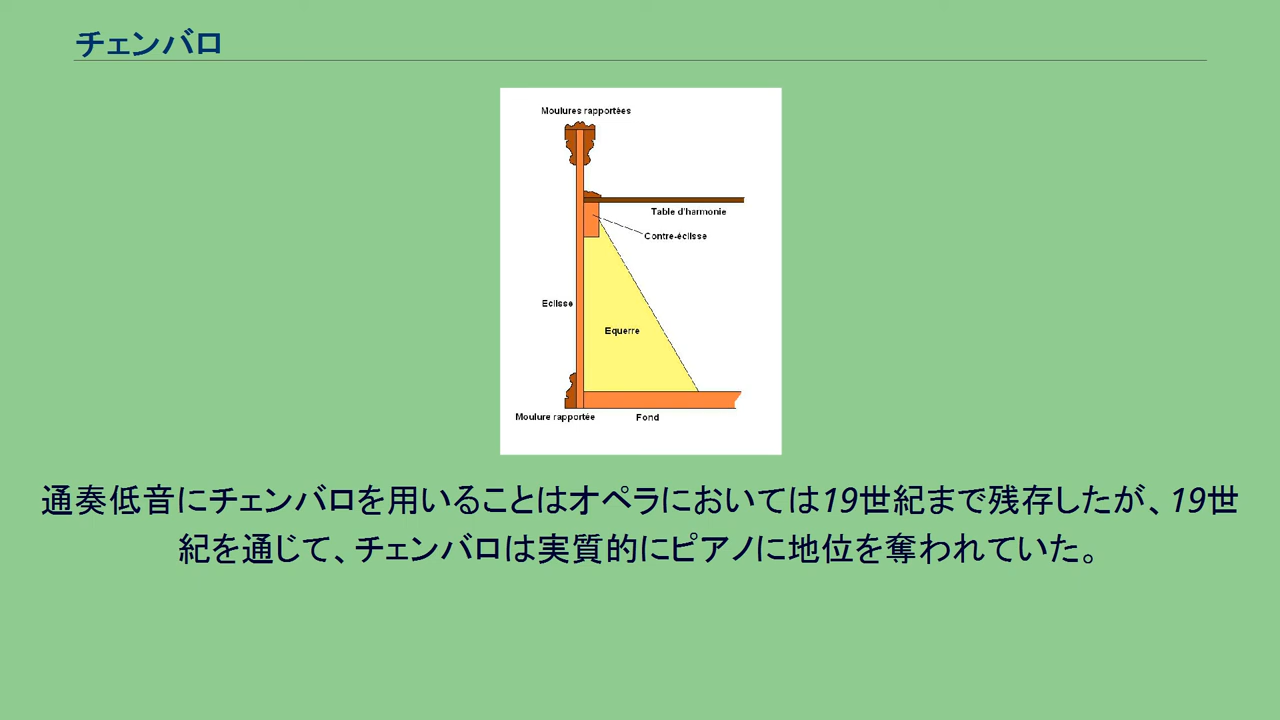 チェンバロ
Moulures rapportées
Table d'harmonie
Contre-éclisse
Eclisse
Equerre
Moulure rapportée
Fond
通奏低音にチェンバロを用いることはオペラにおいては19世紀まで残存したが、19世
紀を通じて、チェンバロは実質的にピアノに地位を奪われていた。